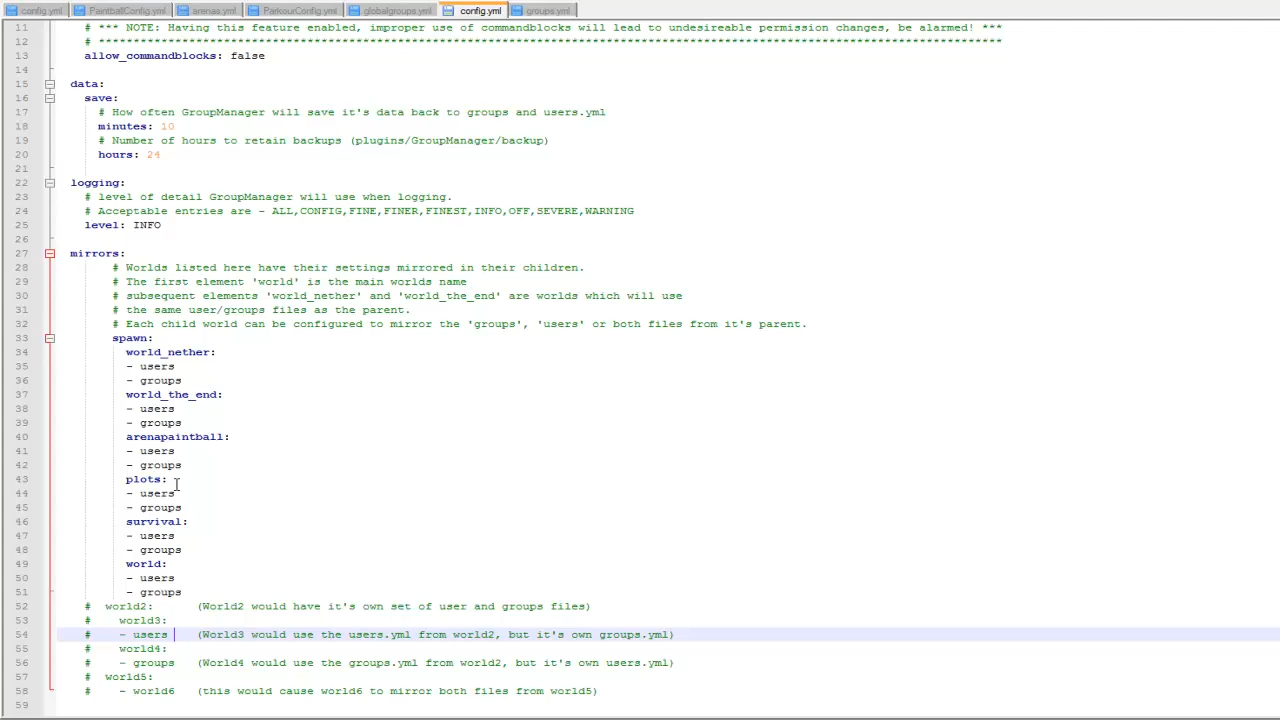 config.yml PaintballConfig.yml arenas.yml ParkourConfig.yml globalgroups.yml config.yml groups.yml
11 # *** NOTE: Having this feature enabled, improper use of commandblocks will lead to undesireable permission changes, be alarmed! ***
12 # ************************************************************************************************************************************
13 allow_commandblocks: false
14
15 data:
16 save:
17 # How often GroupManager will save it's data back to groups and users.yml
18 minutes: 10
19 # Number of hours to retain backups (plugins/GroupManager/backup)
20 hours: 24
21
22 logging:
23 # level of detail GroupManager will use when logging.
24 # Acceptable entries are - ALL,CONFIG,FINE,FINER,FINEST,INFO,OFF,SEVERE,WARNING
25 level: INFO
26
27 mirrors:
28 # Worlds listed here have their settings mirrored in their children.
29 # The first element 'world' is the main worlds name
30 # subsequent elements 'world_nether' and 'world_the_end' are worlds which will use
31 # the same user/groups files as the parent.
32 # Each child world can be configured to mirror the 'groups', 'users' or both files from it's parent.
33 spawn:
34 world_nether:
35 - users
36 - groups
37 world_the_end:
38 - users
39 - groups
40 arenapaintball:
41 - users
42 - groups
43 plots:
44 - users
45 - groups
46 survival:
47 - users
48 - groups
49 world:
50 - users
51 - groups
52 # world2: (World2 would have it's own set of user and groups files)
53 # world3:
54 # - users (World3 would use the users.yml from world2, but it's own groups.yml)
55 # world4:
56 # - groups (World4 would use the groups.yml from world2, but it's own users.yml)
57 # world5:
58 # - world6 (this would cause world6 to mirror both files from world5)
59